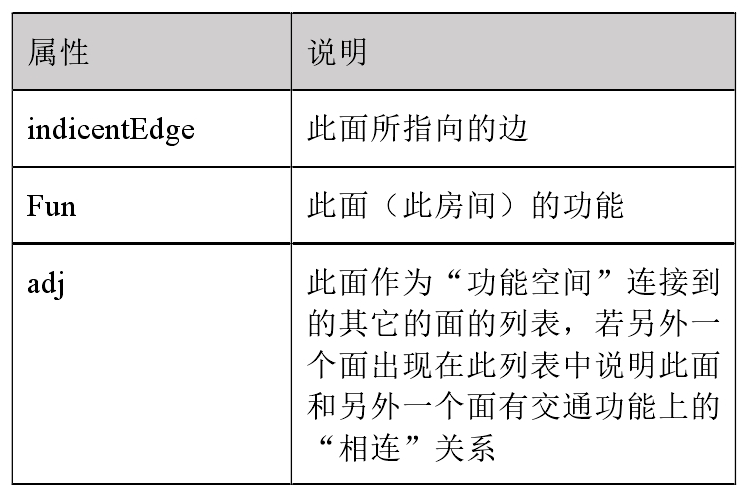 属性 说明
indicentEdge 此面所指向的边
Fun 此面（此房间）的功能
adj 此面作为“功能空间”连接到
的其它的面的列表，若另外一
个面出现在此列表中说明此面
和另外一个面有交通功能上的
“相连”关系